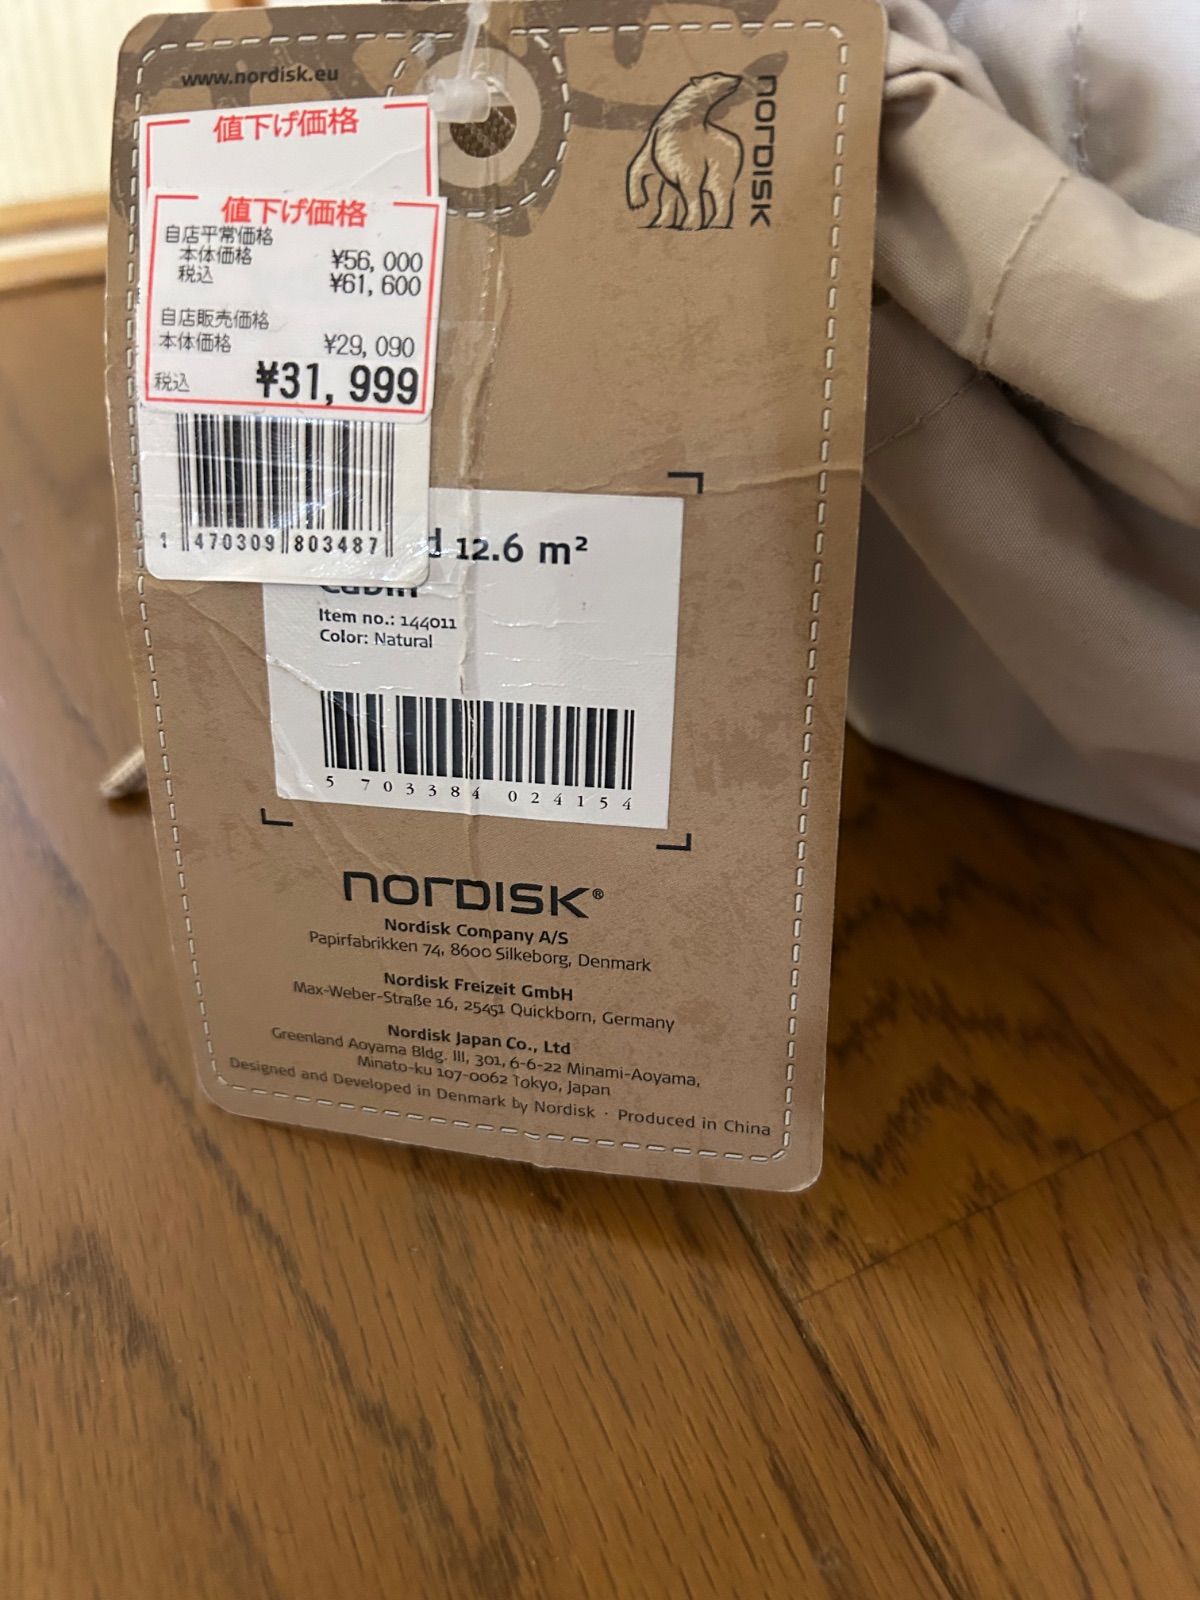 www.nordisk.eu
nordisk
値下げ価格
値下げ価格
自店平常価格
本体価格 ¥56,000
税込 ¥61,600
自店販売価格
本体価格 ¥29,090
税込 ¥31,999
1 470309 803487
12.6 m²
Cabin
Item no.: 144011
Color: Natural
5 703384 024154
nordisk®
Nordisk Company A/S
Papirfabrikken 74, 8600 Silkeborg, Denmark
Nordisk Freizeit GmbH
Max-Weber-Straße 16, 25451 Quickborn, Germany
Nordisk Japan Co., Ltd
Greenland Aoyama Bldg. III, 301, 6-6-22 Minami-Aoyama,
Minato-ku 107-0062 Tokyo, Japan
Designed and Developed in Denmark by Nordisk · Produced in China